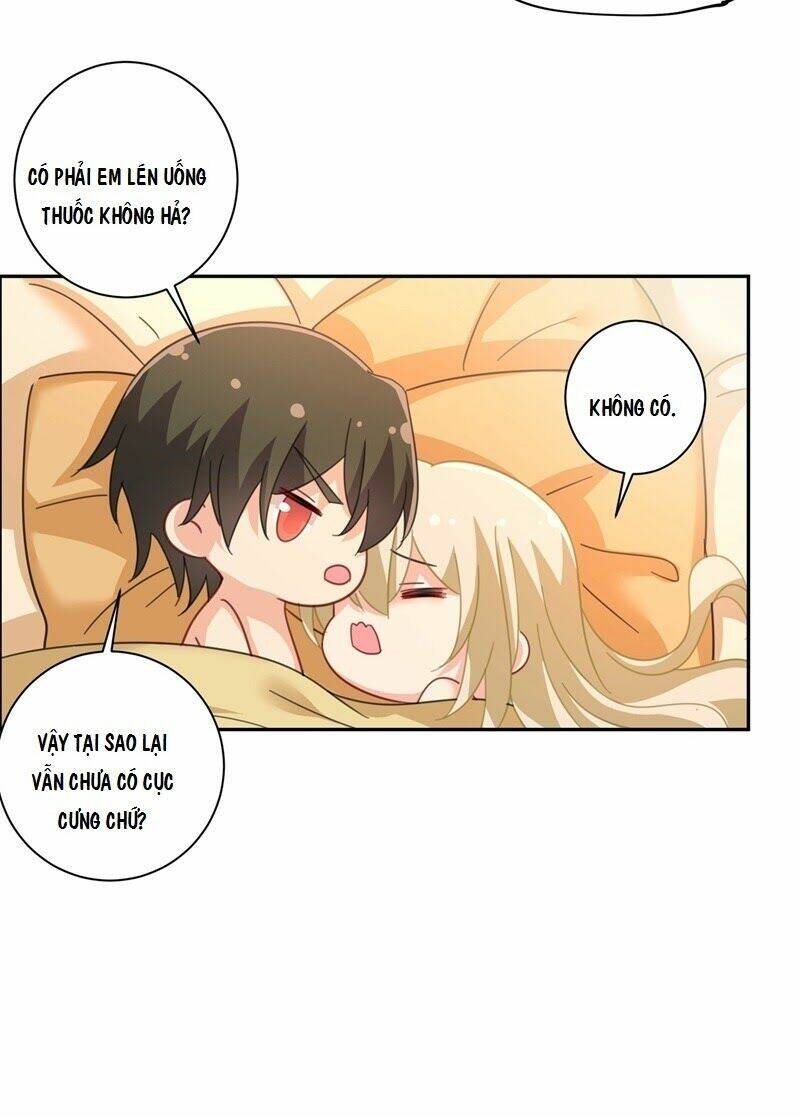 CÓ PHẢI EM LÉN UỐNG
THUỐC KHÔNG HẢ?
KHÔNG CÓ.
VẬY TẠI SAO LẠI
VẪN CHƯA CÓ CỤC
CƯNG CHỨ?